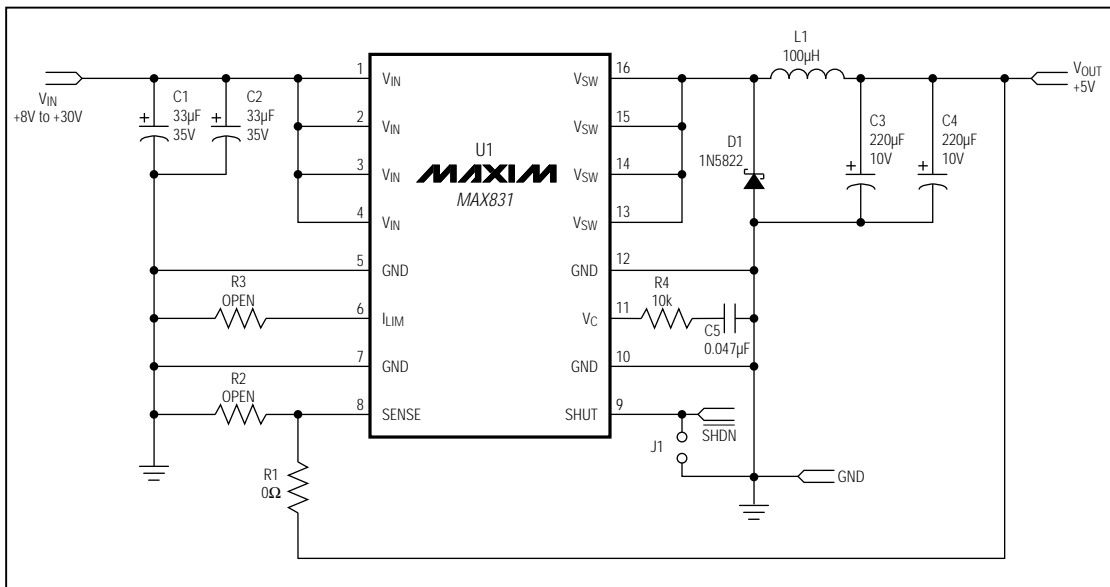 L1
100µH
VIN
+8V to +30V
C1
33µF
35V
C2
33µF
35V
1
VIN
2
VIN
3
VIN
4
VIN
5
GND
R3
OPEN
6
ILIM
7
GND
R2
OPEN
8
SENSE
R1
0Ω
U1
MAXIM
MAX831
16
VSW
15
VSW
14
VSW
13
VSW
12
GND
11
VC
10
GND
9
SHUT
D1
1N5822
C3
220µF
10V
C4
220µF
10V
VOUT
+5V
R4
10k
C5
0.047µF
SHDN
J1
GND